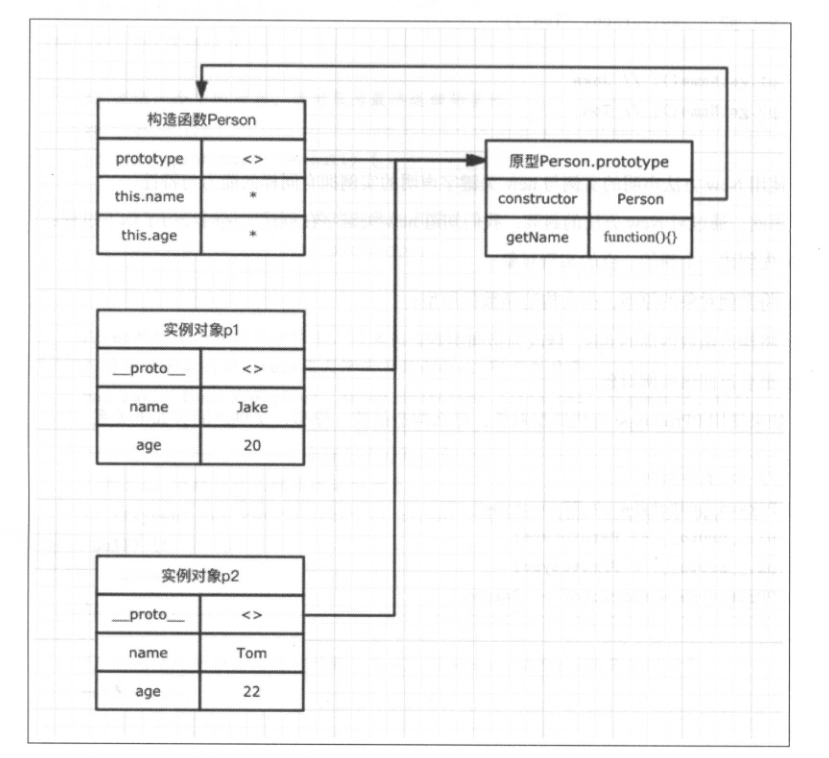 构造函数Person
prototype <>
this.name *
this.age *
原型Person.prototype
constructor Person
getName function(){}
实例对象p1
__proto__ <>
name Jake
age 20
实例对象p2
__proto__ <>
name Tom
age 22